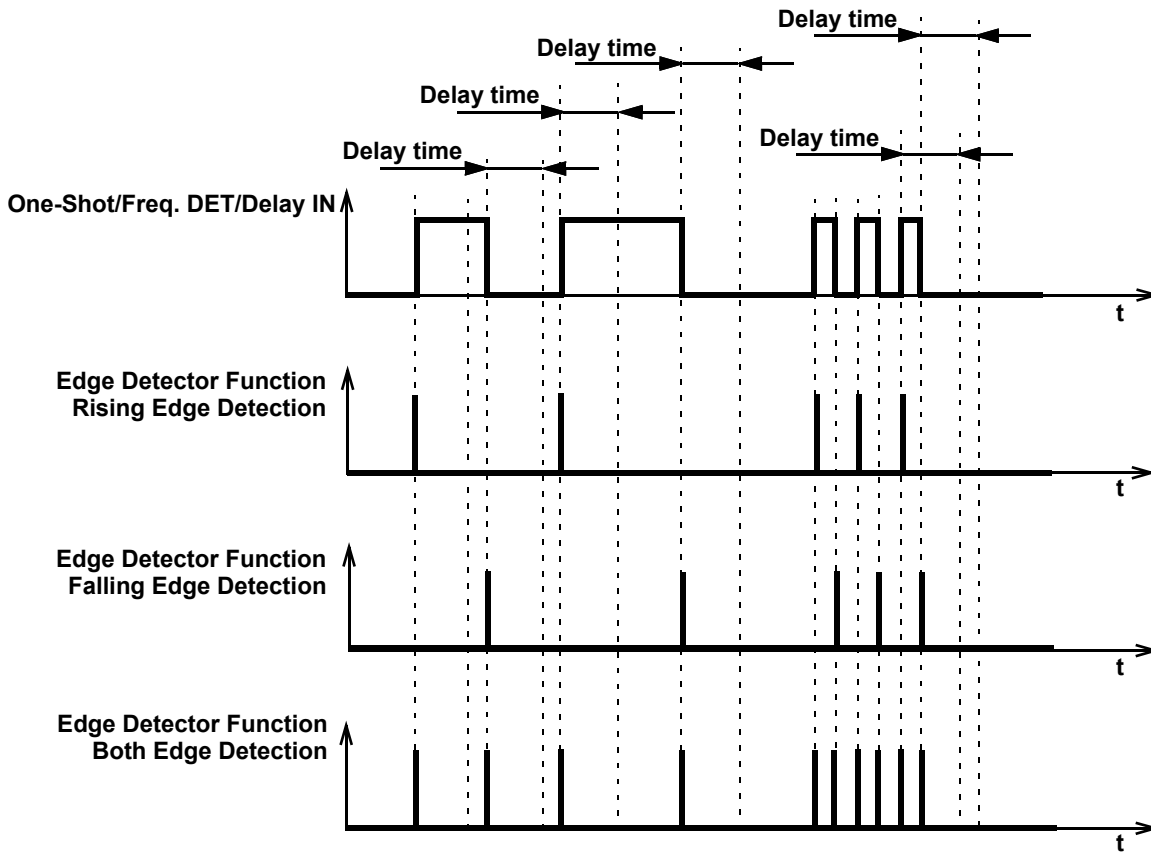 Delay time
Delay time
Delay time
Delay time
Delay time
One-Shot/Freq. DET/Delay IN
t
Edge Detector Function
Rising Edge Detection
t
Edge Detector Function
Falling Edge Detection
t
Edge Detector Function
Both Edge Detection
t